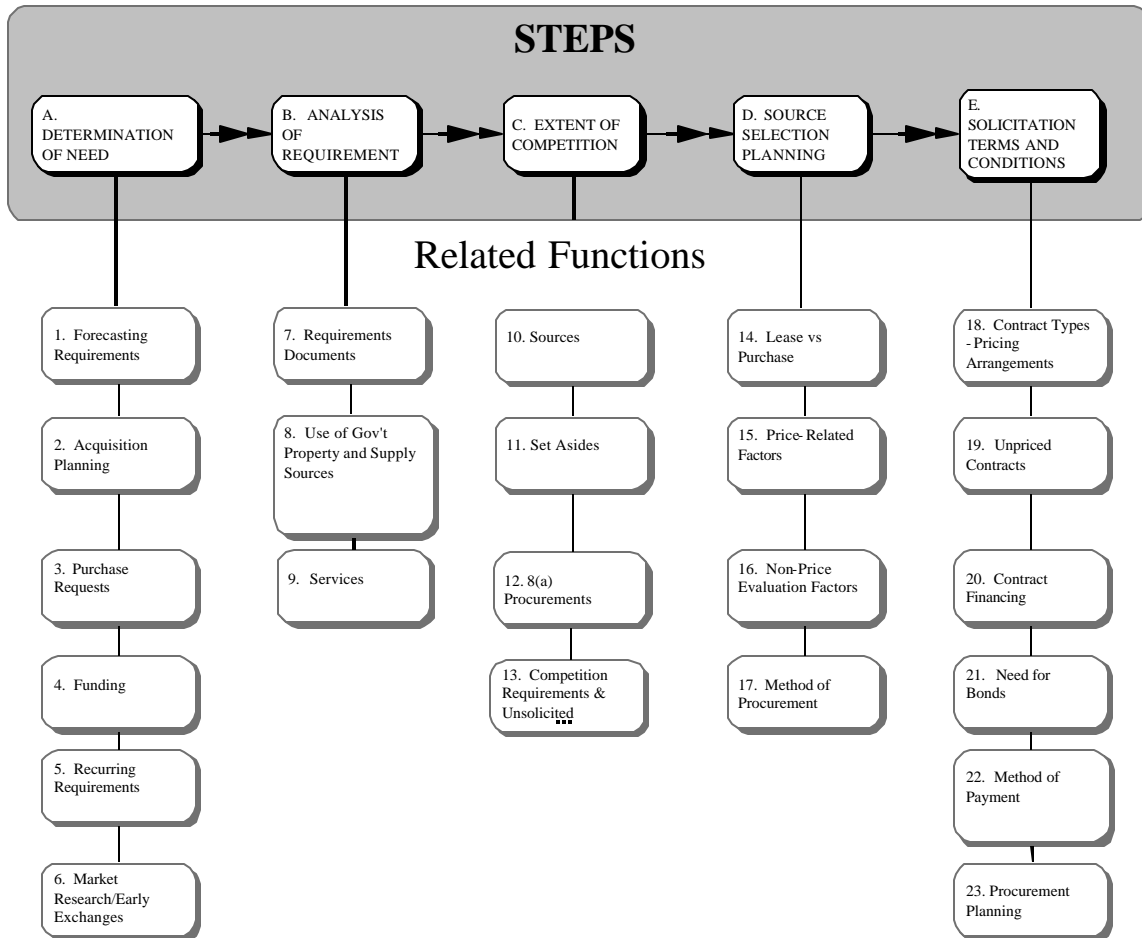 STEPS
A.
DETERMINATION
OF NEED
B. ANALYSIS
OF
REQUIREMENT
C. EXTENT OF
COMPETITION
D. SOURCE
SELECTION
PLANNING
E.
SOLICITATION
TERMS AND
CONDITIONS
Related Functions
1. Forecasting
Requirements
2. Acquisition
Planning
3. Purchase
Requests
4. Funding
5. Recurring
Requirements
6. Market
Research/Early
Exchanges
7. Requirements
Documents
8. Use of Gov't
Property and Supply
Sources
9. Services
10. Sources
11. Set Asides
12. 8(a)
Procurements
13. Competition
Requirements &
Unsolicited
...
14. Lease vs
Purchase
15. Price-Related
Factors
16. Non-Price
Evaluation Factors
17. Method of
Procurement
18. Contract Types
- Pricing
Arrangements
19. Unpriced
Contracts
20. Contract
Financing
21. Need for
Bonds
22. Method of
Payment
23. Procurement
Planning